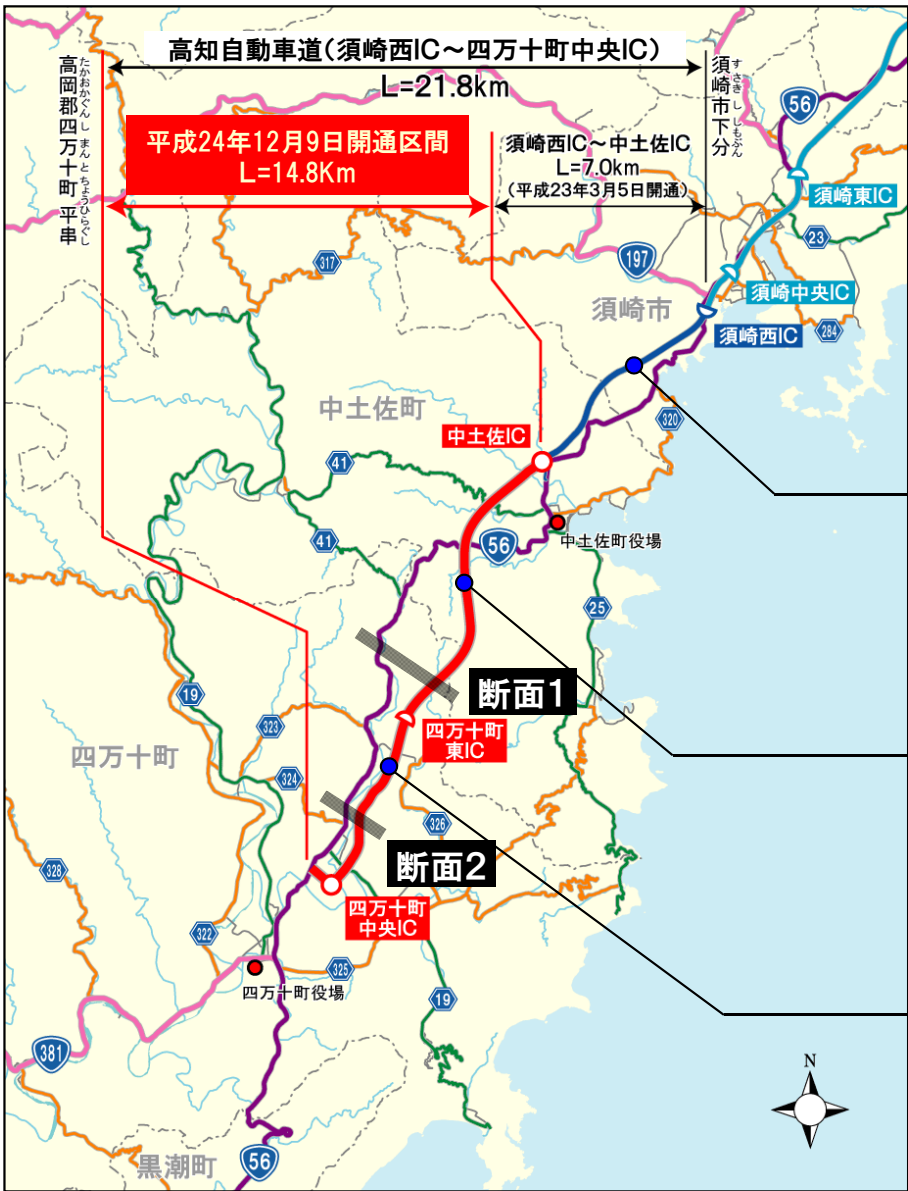 高知自動車道(須崎西IC～四万十町中央IC)
L=21.8km
高岡郡四万十町平串
たかおかぐんしまんとちょうひらぐし
須崎市下分
すさきししもぶん
平成24年12月9日開通区間
L=14.8Km
須崎西IC～中土佐IC
L=7.0km
(平成23年3月5日開通)
56
須崎東IC
23
317
197
須崎中央IC
須崎市
須崎西IC
284
中土佐町
320
中土佐IC
41
41
56
中土佐町役場
25
断面1
19
四万十町
東IC
323
四万十町
324
326
断面2
328
四万十町
中央IC
322
325
四万十町役場
19
381
N
黒潮町
56